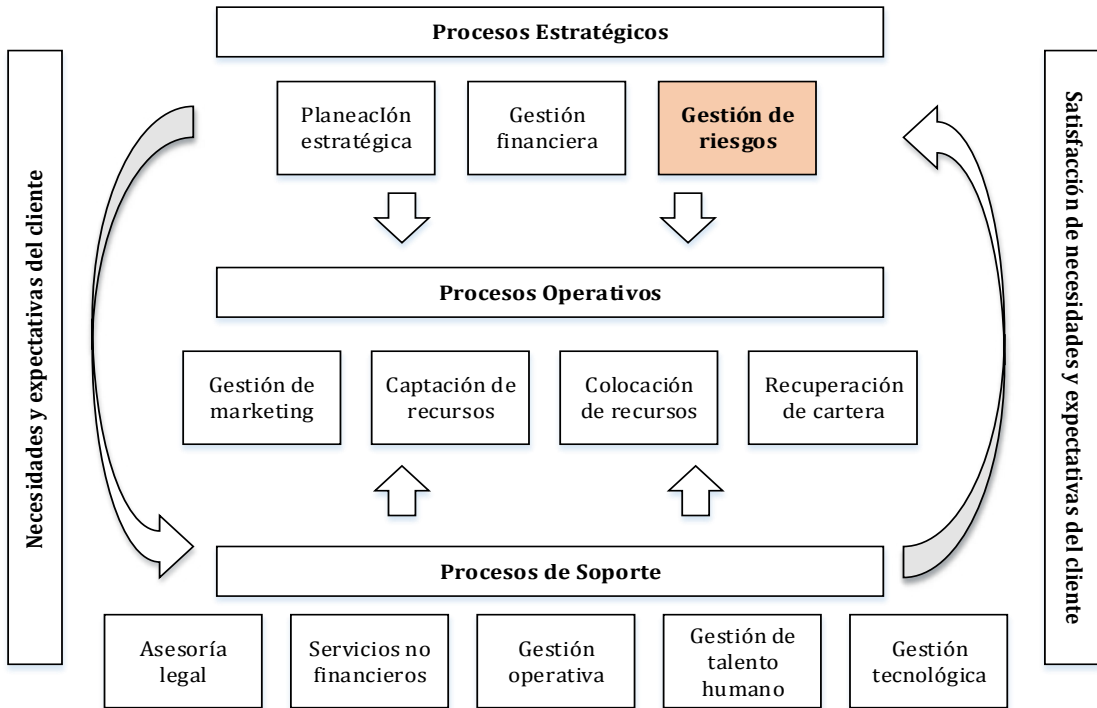 Procesos Estratégicos
Necesidades y expectativas del cliente
Satisfacción de necesidades y expectativas del cliente
PlaneacIón
estratégica
Gestión
financiera
Gestión de
riesgos
Procesos Operativos
Gestión de
marketing
Captación de
recursos
Colocación
de recursos
Recuperación
de cartera
Procesos de Soporte
Asesoría
legal
Servicios no
financieros
Gestión
operativa
Gestión de
talento
humano
Gestión
tecnológica